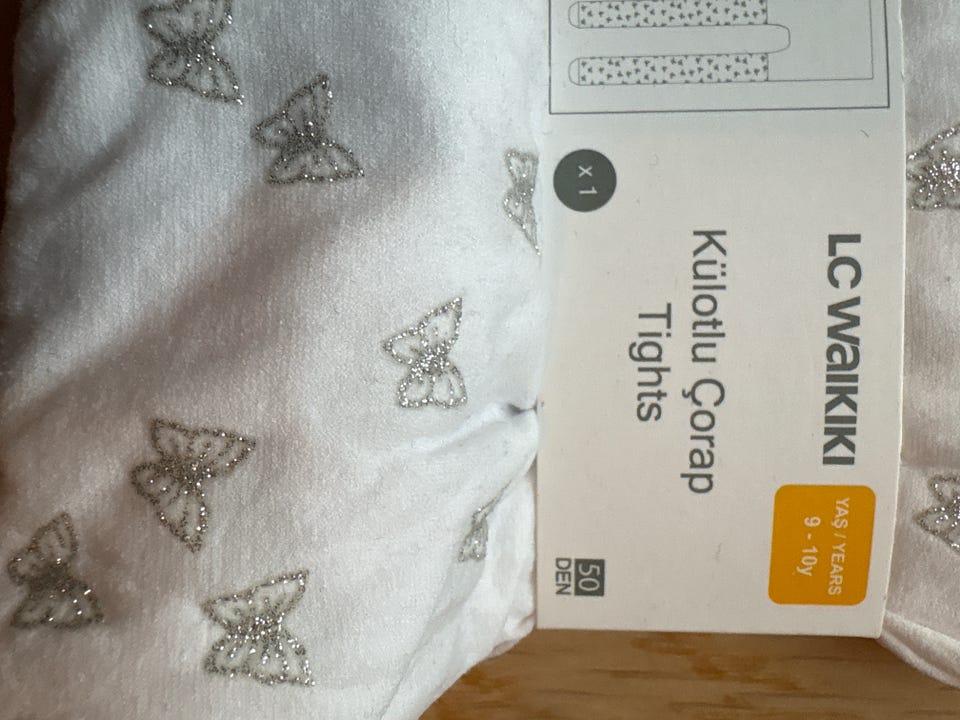 LC WAIKIKI
YAŞ / YEARS
9 - 10y
Külotlu Çorap
Tights
x 1
50
DEN